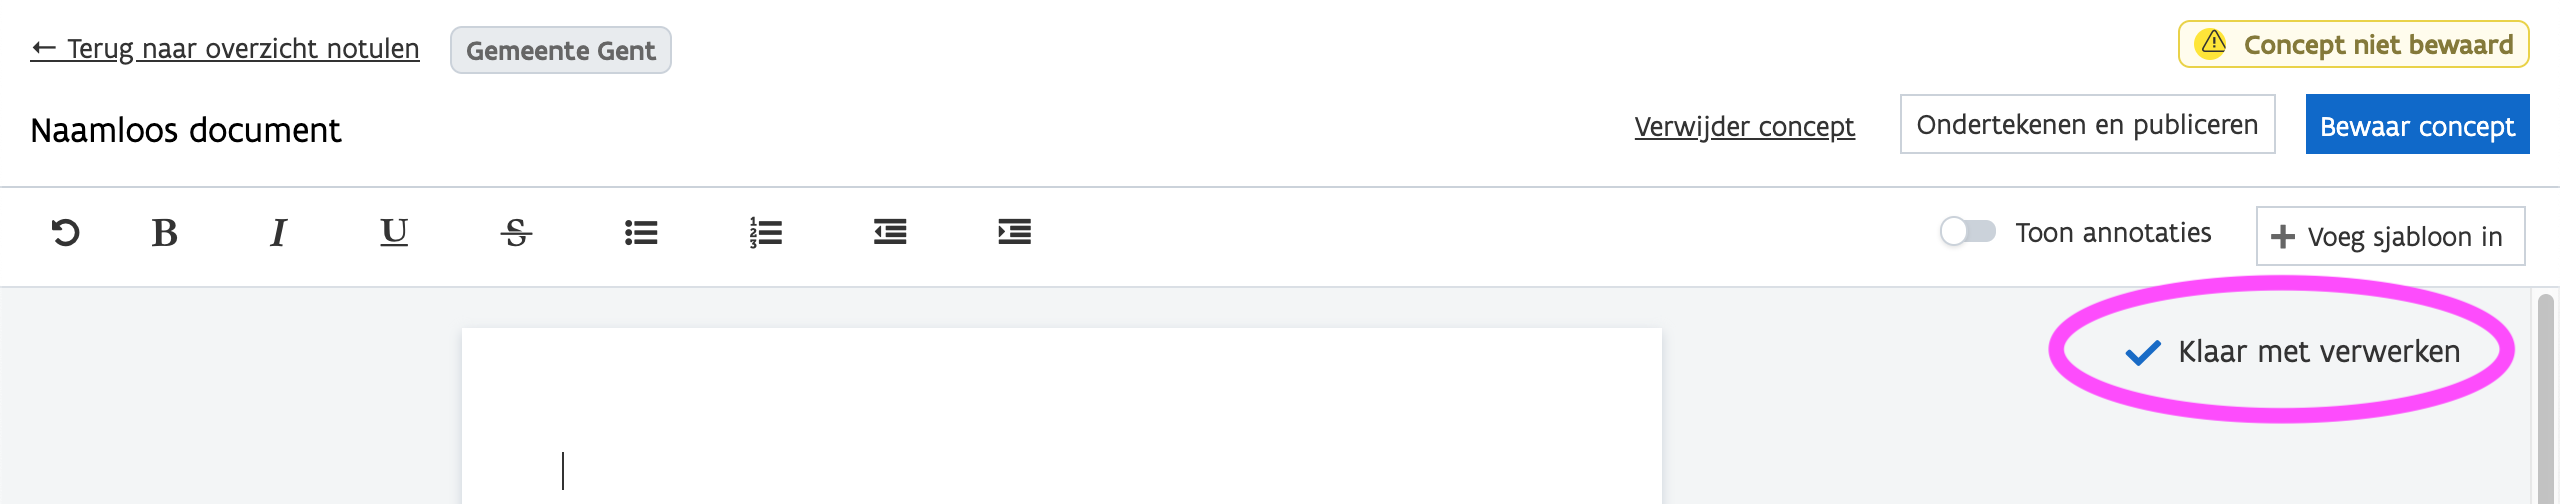 ← Terug naar overzicht notulen
Gemeente Gent
Concept niet bewaard
Naamloos document
Verwijder concept
Ondertekenen en publiceren
Bewaar concept
B I U S
Toon annotaties
+ Voeg sjabloon in
Klaar met verwerken